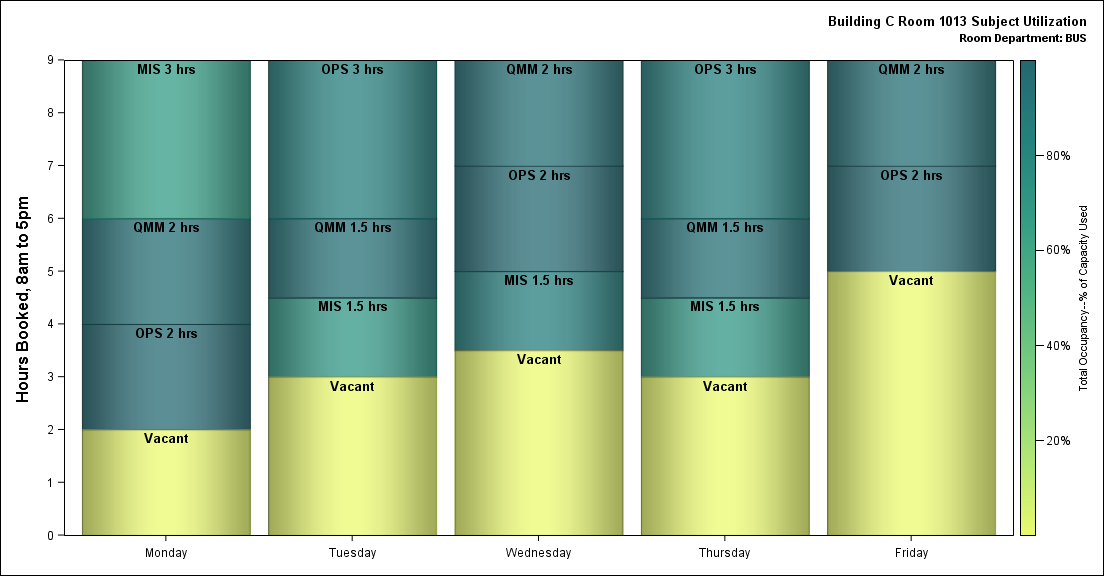 Building C Room 1013 Subject Utilization
Room Department: BUS
Hours Booked, 8am to 5pm
9
8
7
6
5
4
3
2
1
0
MIS 3 hrs
QMM 2 hrs
OPS 2 hrs
Vacant
OPS 3 hrs
QMM 1.5 hrs
MIS 1.5 hrs
Vacant
QMM 2 hrs
OPS 2 hrs
MIS 1.5 hrs
Vacant
OPS 3 hrs
QMM 1.5 hrs
MIS 1.5 hrs
Vacant
QMM 2 hrs
OPS 2 hrs
Vacant
Monday
Tuesday
Wednesday
Thursday
Friday
80%
60%
40%
20%
Total Occupancy--% of Capacity Used